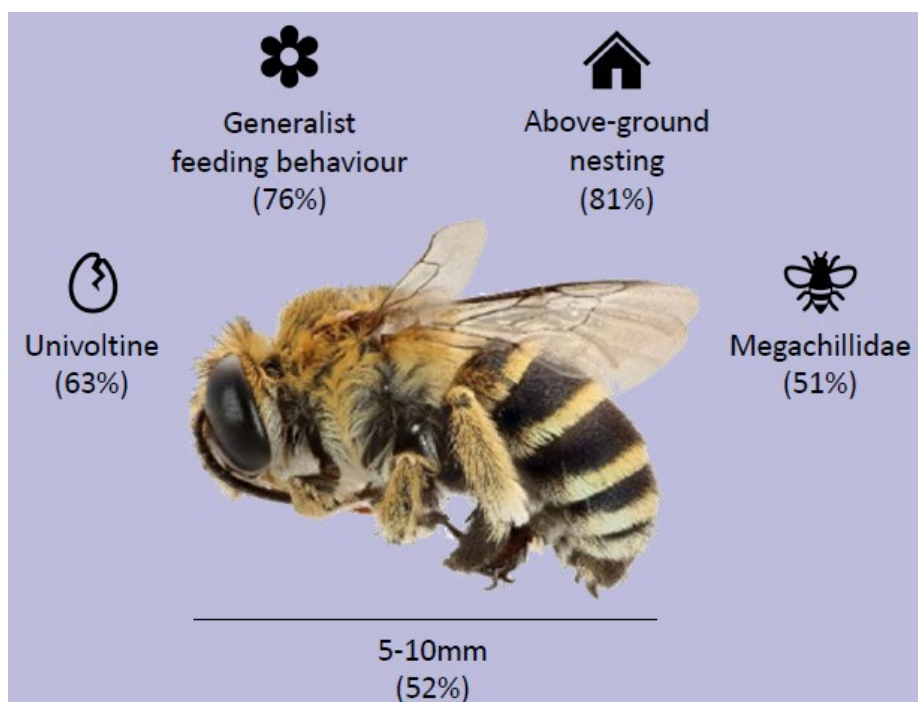 Generalist
feeding behaviour
(76%)
Above-ground
nesting
(81%)
Univoltine
(63%)
Megachillidae
(51%)
5-10mm
(52%)